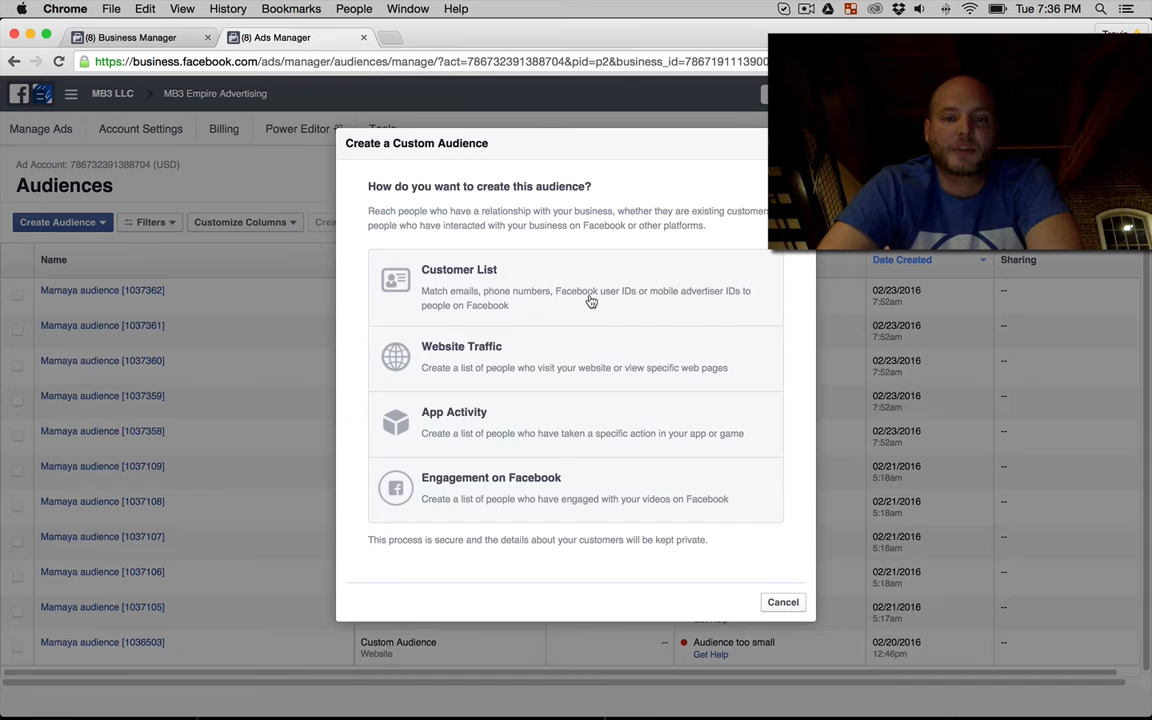 Chrome File Edit View History Bookmarks People Window Help Tue 7:36 PM
(8) Business Manager (8) Ads Manager
https://business.facebook.com/ads/manager/audiences/manage/?act=786732391388704&pid=p2&business_id=7867191113900
MB3 LLC > MB3 Empire Advertising
Manage Ads Account Settings Billing Power Editor
Ad Account: 786732391388704 (USD)
Audiences
Create Audience Filters Customize Columns
Name Date Created Sharing
Mamaya audience [1037362] 02/23/2016 --
7:52am
Mamaya audience [1037361] 02/23/2016 --
7:52am
Mamaya audience [1037360] 02/23/2016 --
7:52am
Mamaya audience [1037359] 02/23/2016 --
7:52am
Mamaya audience [1037358] 02/23/2016 --
7:52am
Mamaya audience [1037109] 02/21/2016 --
5:18am
Mamaya audience [1037108] 02/21/2016 --
5:18am
Mamaya audience [1037107] 02/21/2016 --
5:18am
Mamaya audience [1037106] 02/21/2016 --
5:18am
Mamaya audience [1037105] 02/21/2016 --
5:17am
Mamaya audience [1036503] Custom Audience -- Audience too small 02/20/2016 --
Website Get Help 12:46pm
Create a Custom Audience
How do you want to create this audience?
Reach people who have a relationship with your business, whether they are existing customers
people who have interacted with your business on Facebook or other platforms.
Customer List
Match emails, phone numbers, Facebook user IDs or mobile advertiser IDs to
people on Facebook
Website Traffic
Create a list of people who visit your website or view specific web pages
App Activity
Create a list of people who have taken a specific action in your app or game
Engagement on Facebook
Create a list of people who have engaged with your videos on Facebook
This process is secure and the details about your customers will be kept private.
Cancel